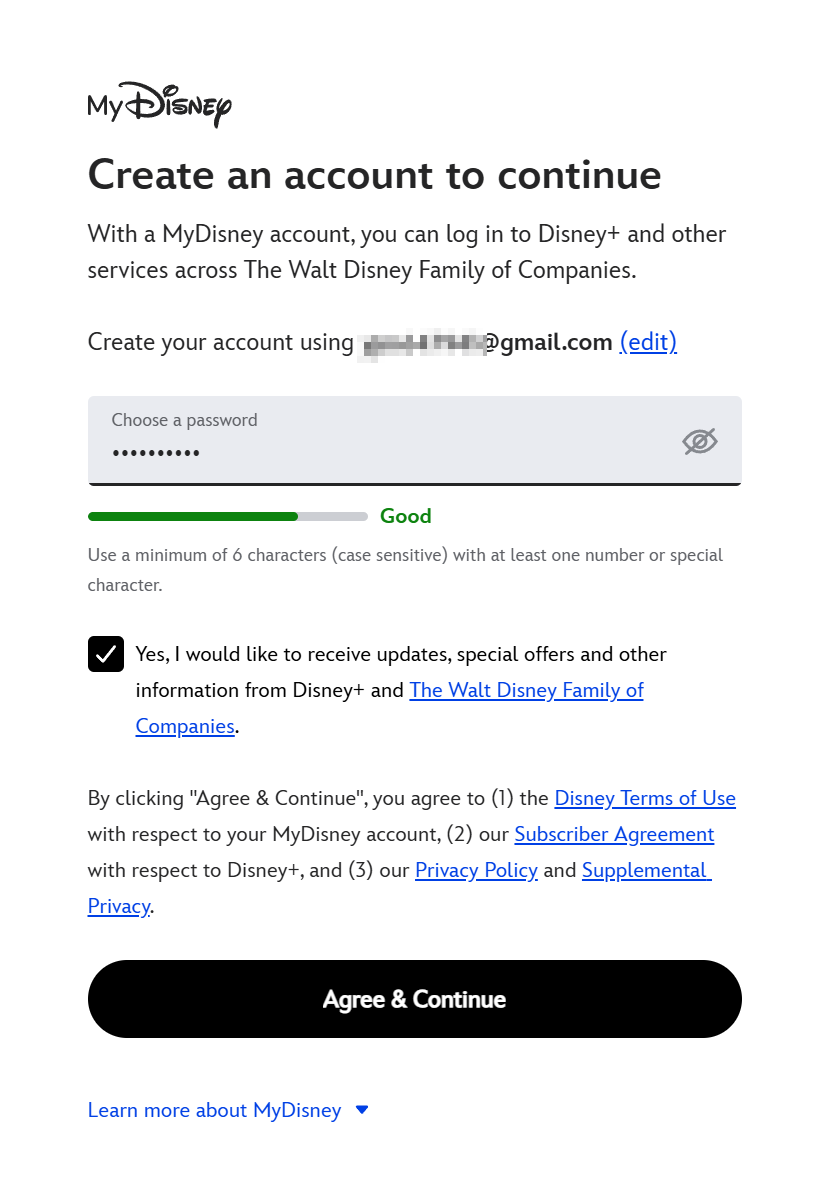 My Disney
Create an account to continue
With a MyDisney account, you can log in to Disney+ and other
services across The Walt Disney Family of Companies.
Create your account using @gmail.com (edit)
Choose a password
••••••••••
Good
Use a minimum of 6 characters (case sensitive) with at least one number or special
character.
Yes, I would like to receive updates, special offers and other
information from Disney+ and The Walt Disney Family of
Companies.
By clicking "Agree & Continue", you agree to (1) the Disney Terms of Use
with respect to your MyDisney account, (2) our Subscriber Agreement
with respect to Disney+, and (3) our Privacy Policy and Supplemental
Privacy.
Agree & Continue
Learn more about MyDisney